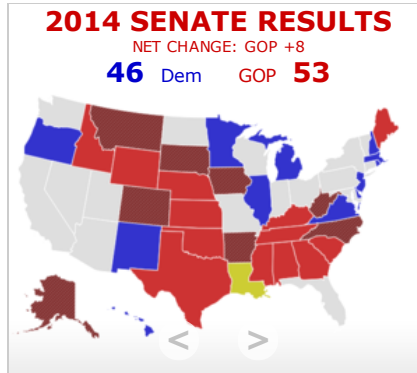 2014 SENATE RESULTS
NET CHANGE: GOP +8
46 Dem GOP 53
< >